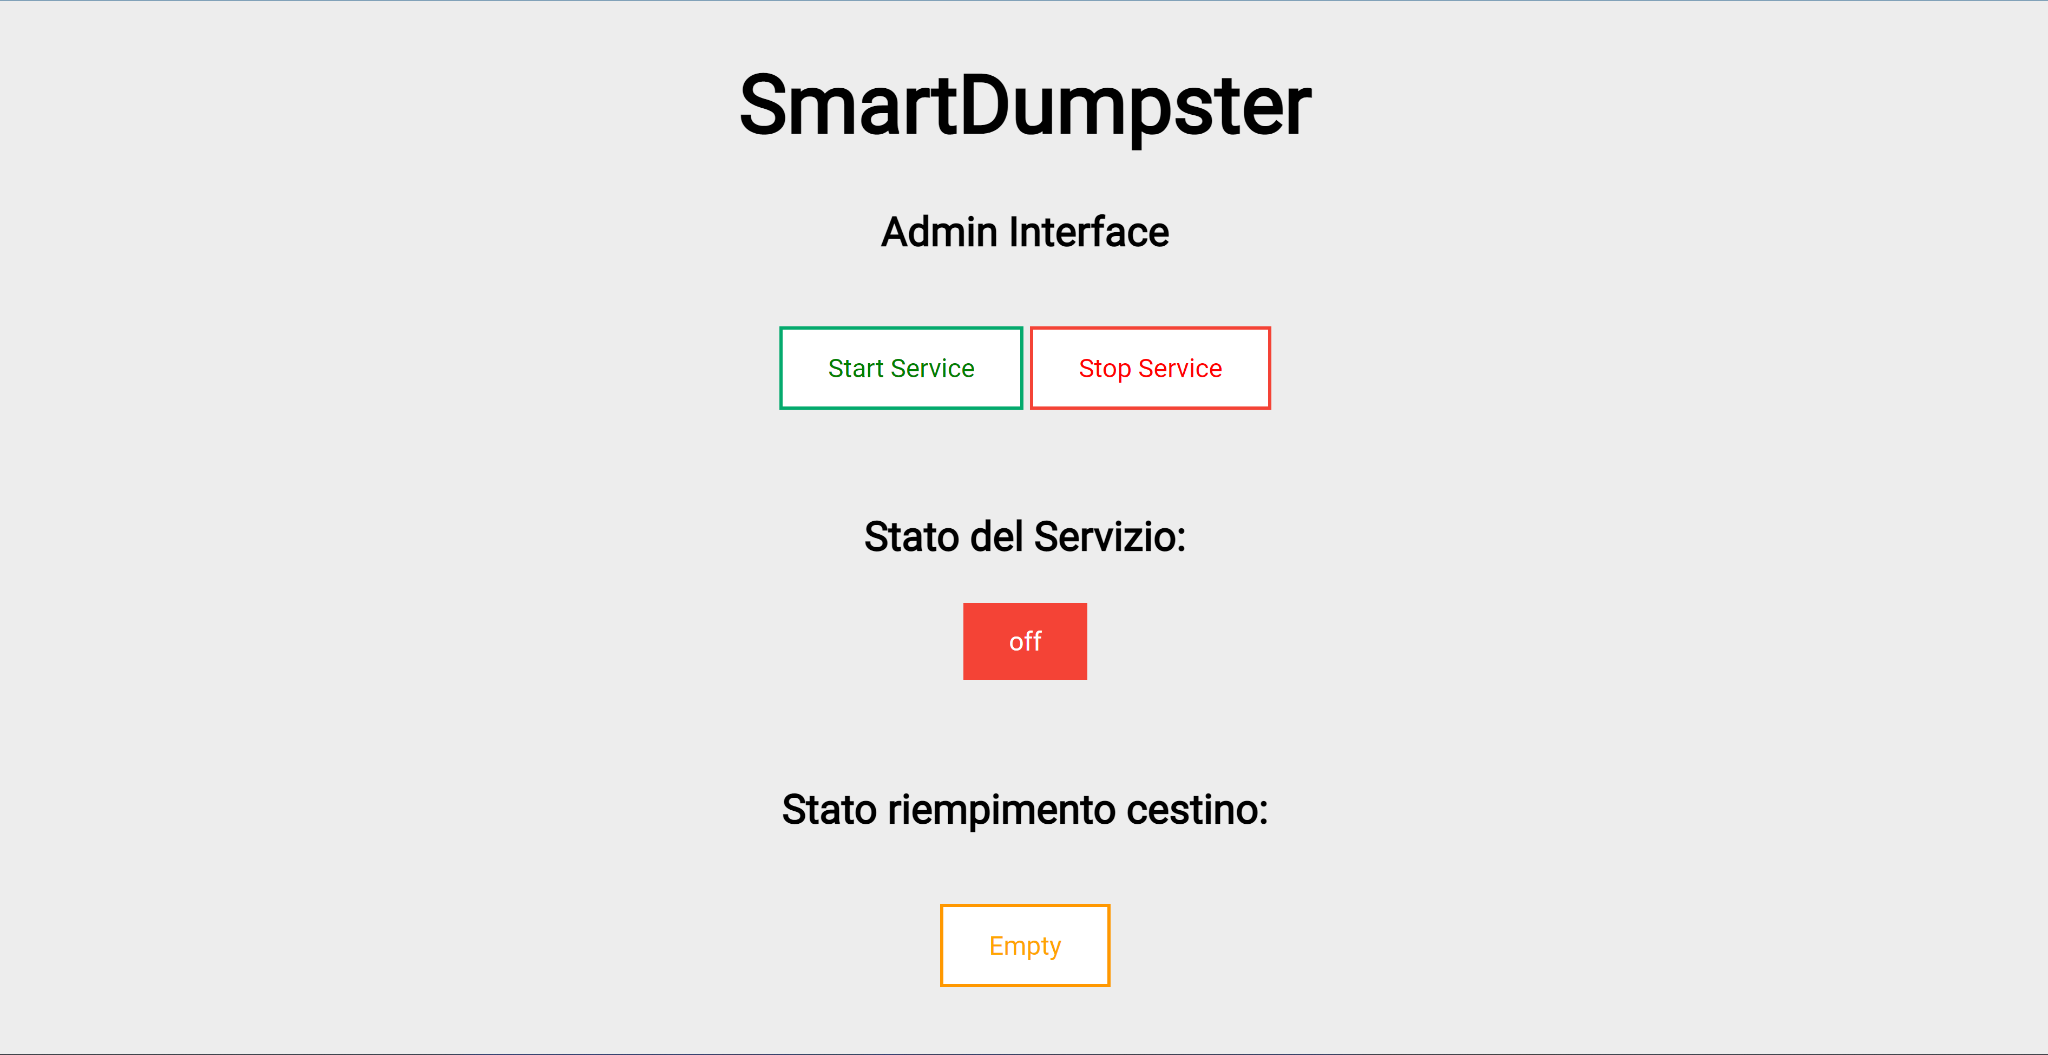 SmartDumpster
Admin Interface
Start Service Stop Service
Stato del Servizio:
off
Stato riempimento cestino:
Empty